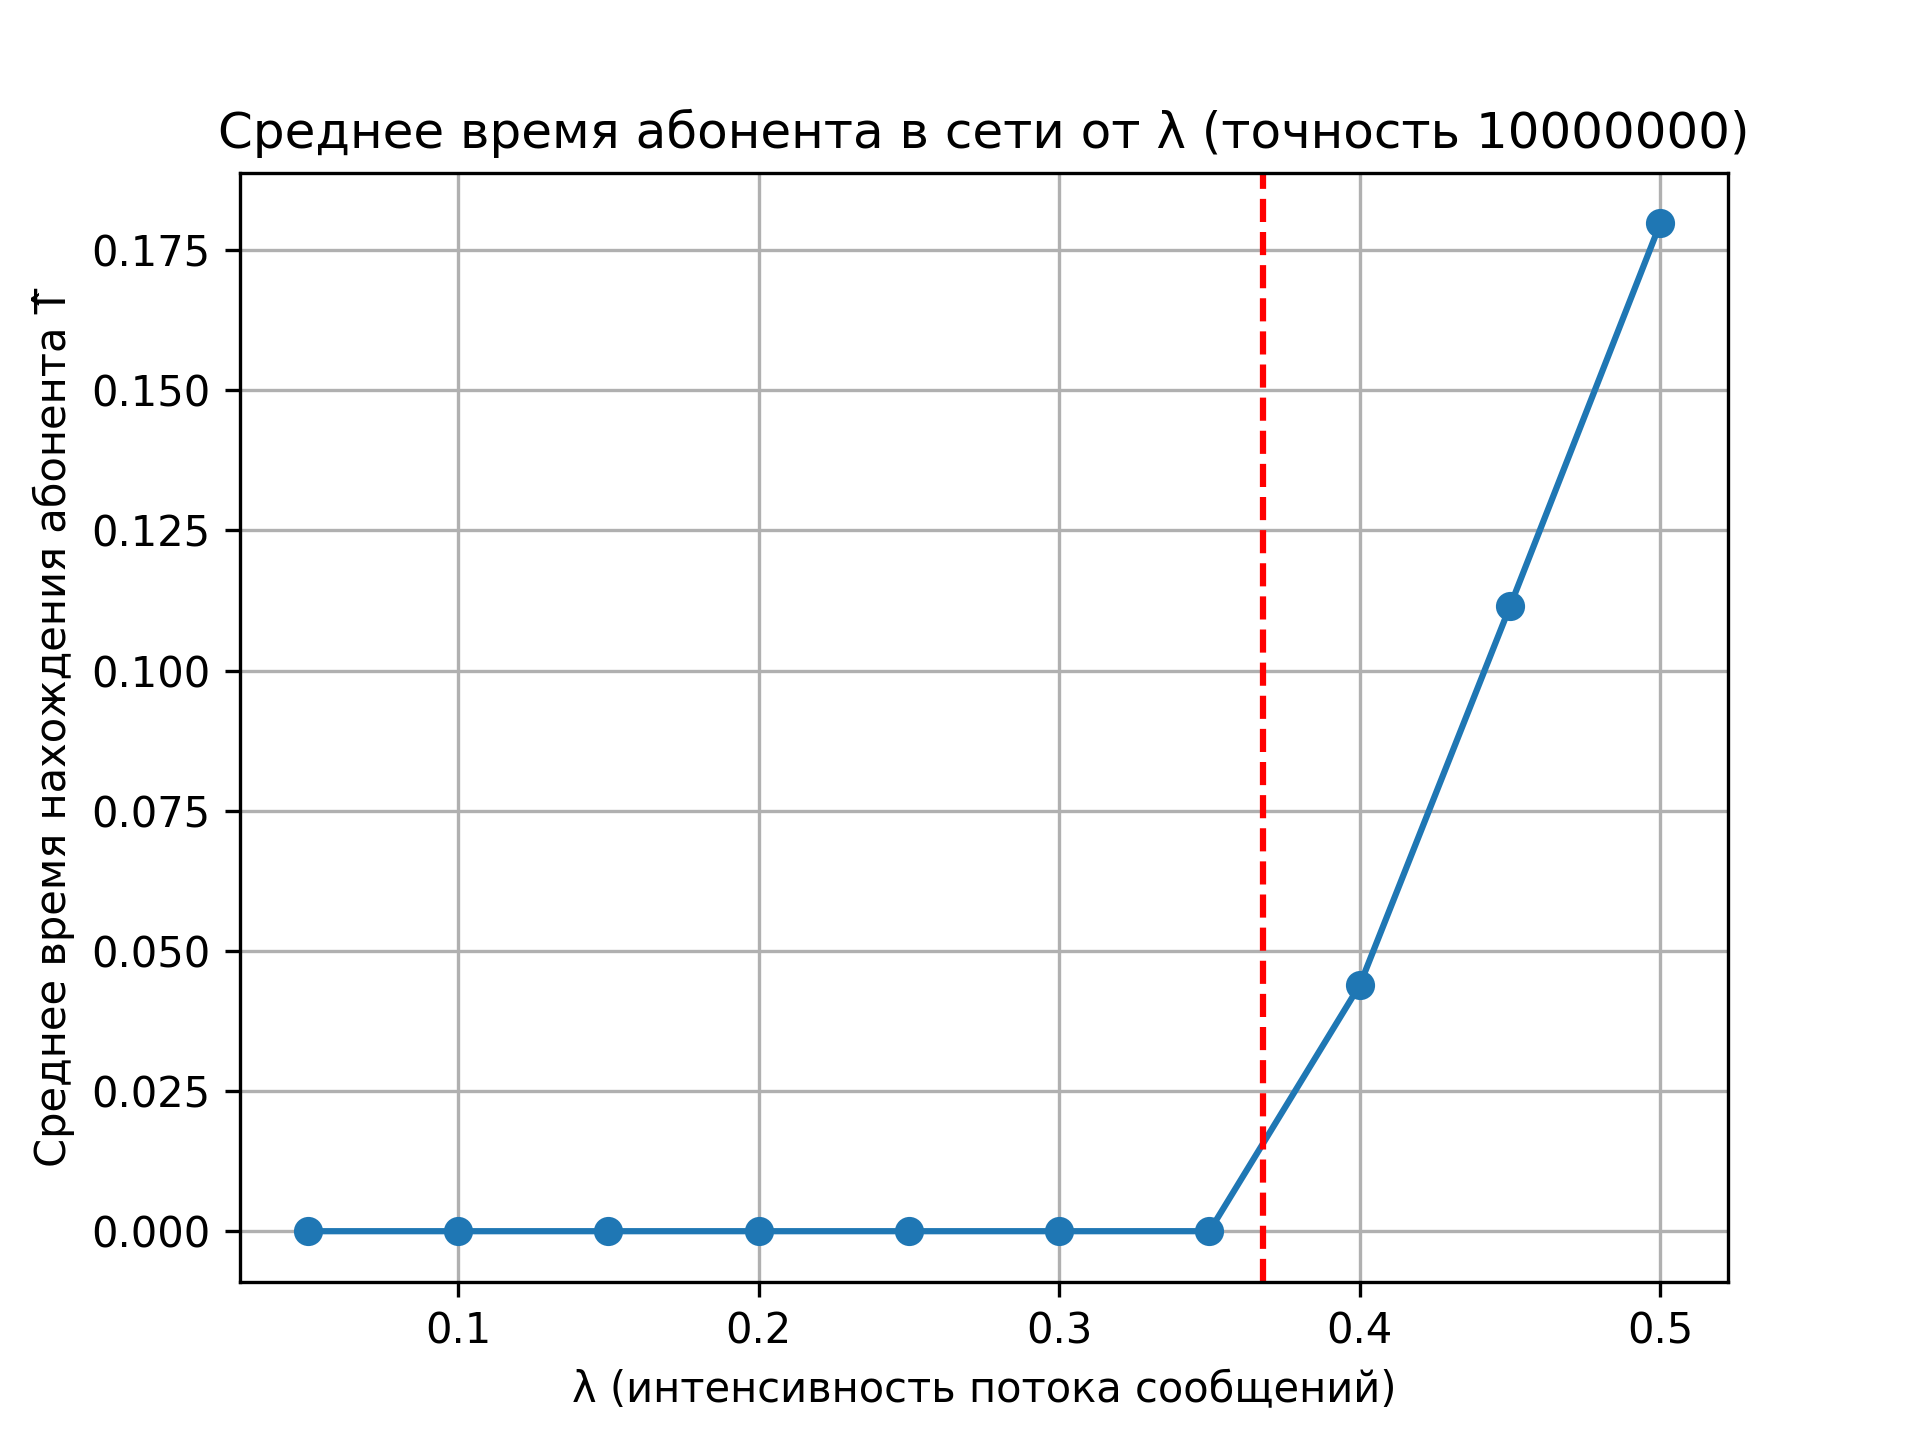 Среднее время абонента в сети от λ (точность 10000000)
Среднее время нахождения абонента T̂
0.175
0.150
0.125
0.100
0.075
0.050
0.025
0.000
0.1 0.2 0.3 0.4 0.5
λ (интенсивность потока сообщений)